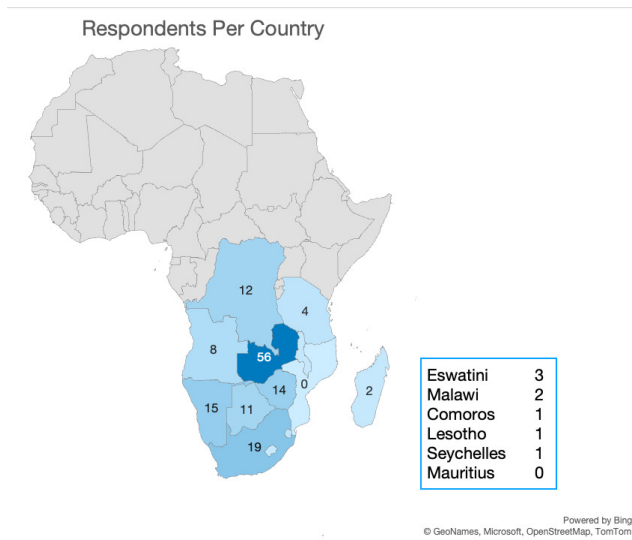 Respondents Per Country
12
4
8
56
14
0
2
15
11
19
Eswatini 3
Malawi 2
Comoros 1
Lesotho 1
Seychelles 1
Mauritius 0
Powered by Bing
© GeoNames, Microsoft, OpenStreetMap, TomTom